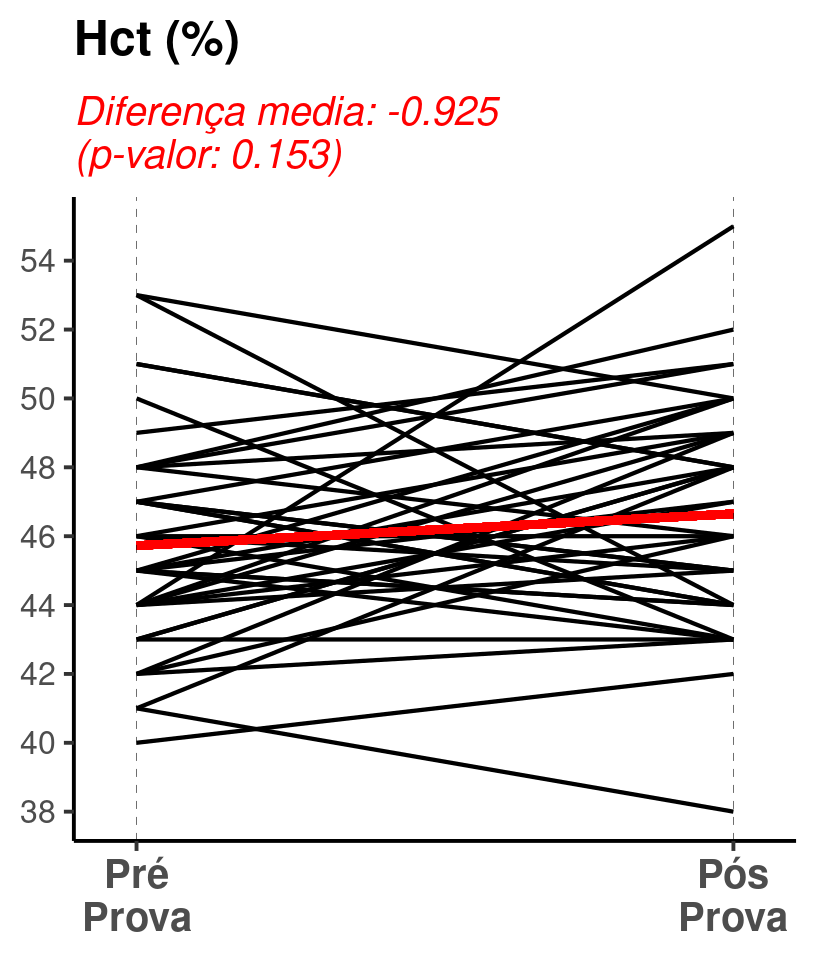 Hct (%)
Diferença media: -0.925
(p-valor: 0.153)
54
52
50
48
46
44
42
40
38
Pré
Prova
Pós
Prova